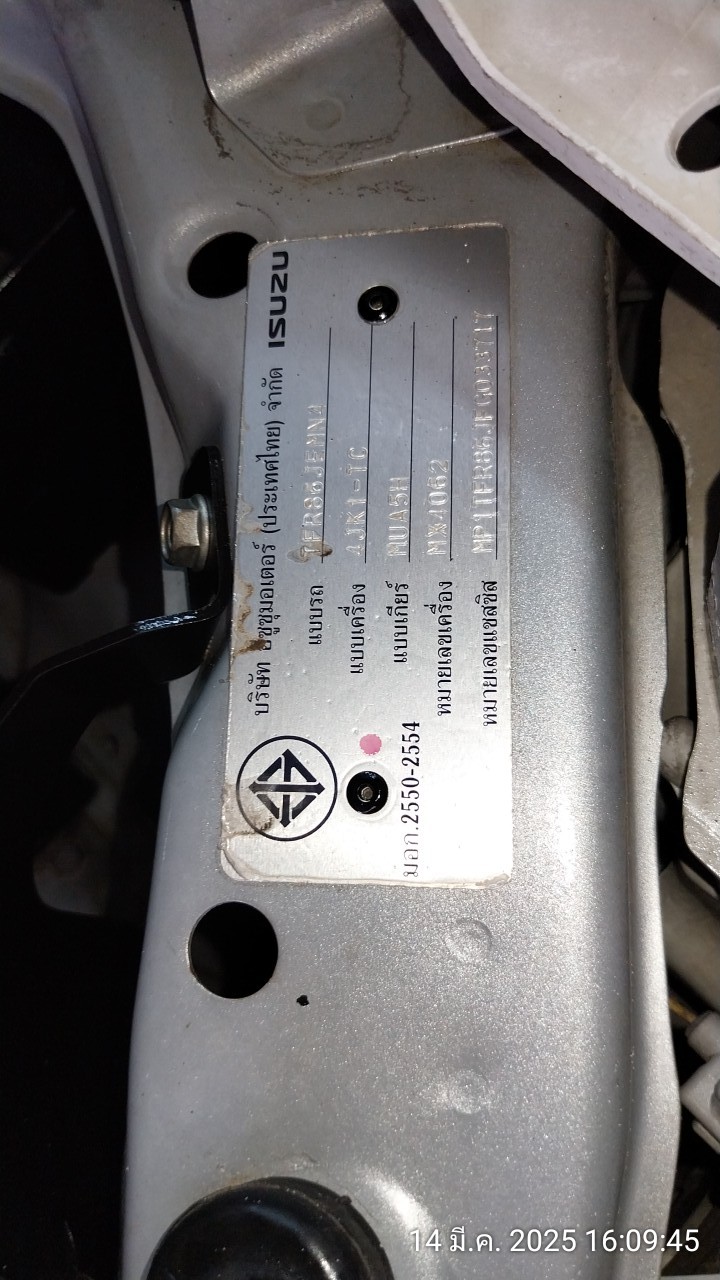 บริษัท อีซูซุมอเตอร์ (ประเทศไทย) จำกัด ISUZU
แบบรถ TFR86JEMN3
แบบเครื่อง 4JK1-TC
แบบเกียร์ MUA5H
หมายเลขเครื่อง MX4062
หมายเลขแชสซิส
มอก.2550-2554
14 มี.ค. 2025 16:09:45